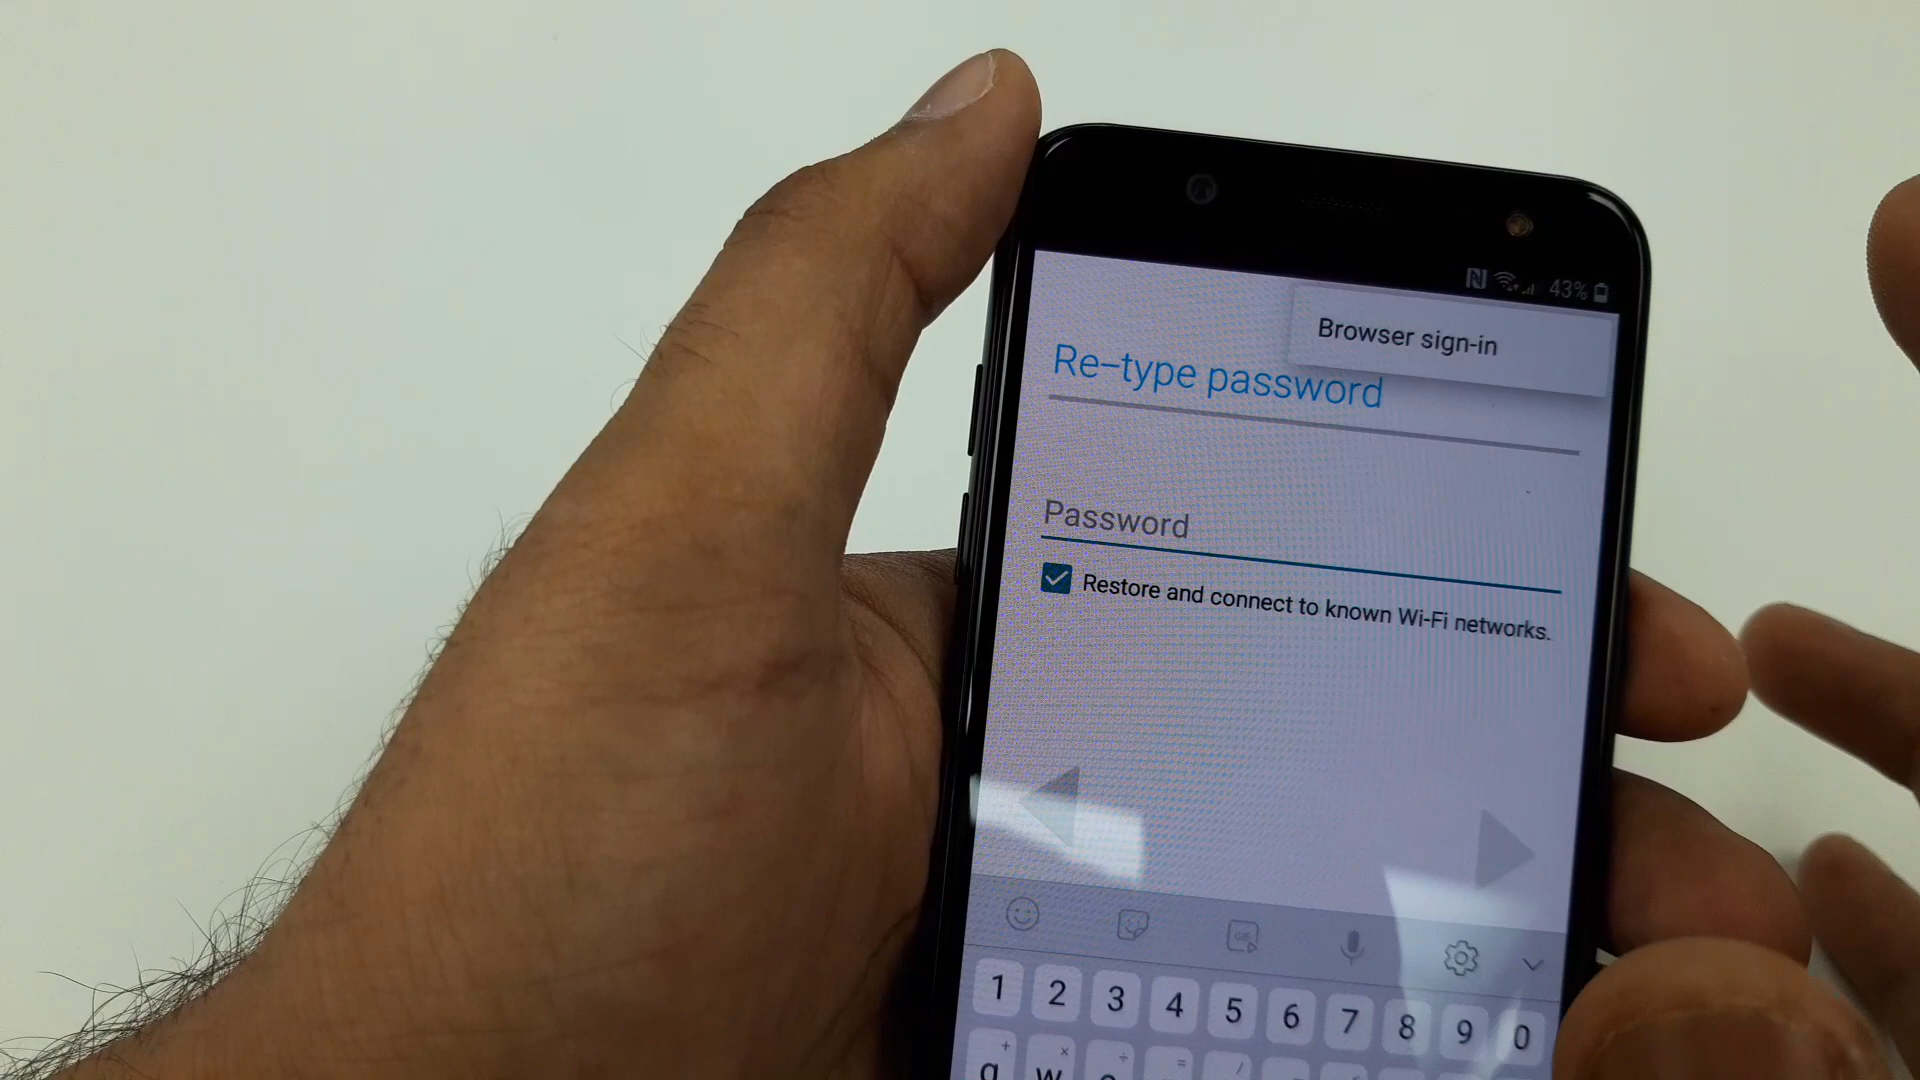 43%
Browser sign-in
Re-type password
Password
Restore and connect to known Wi-Fi networks.
GIF
1 2 3 4 5 6 7 8 9 0
+ × ÷ = /
q w